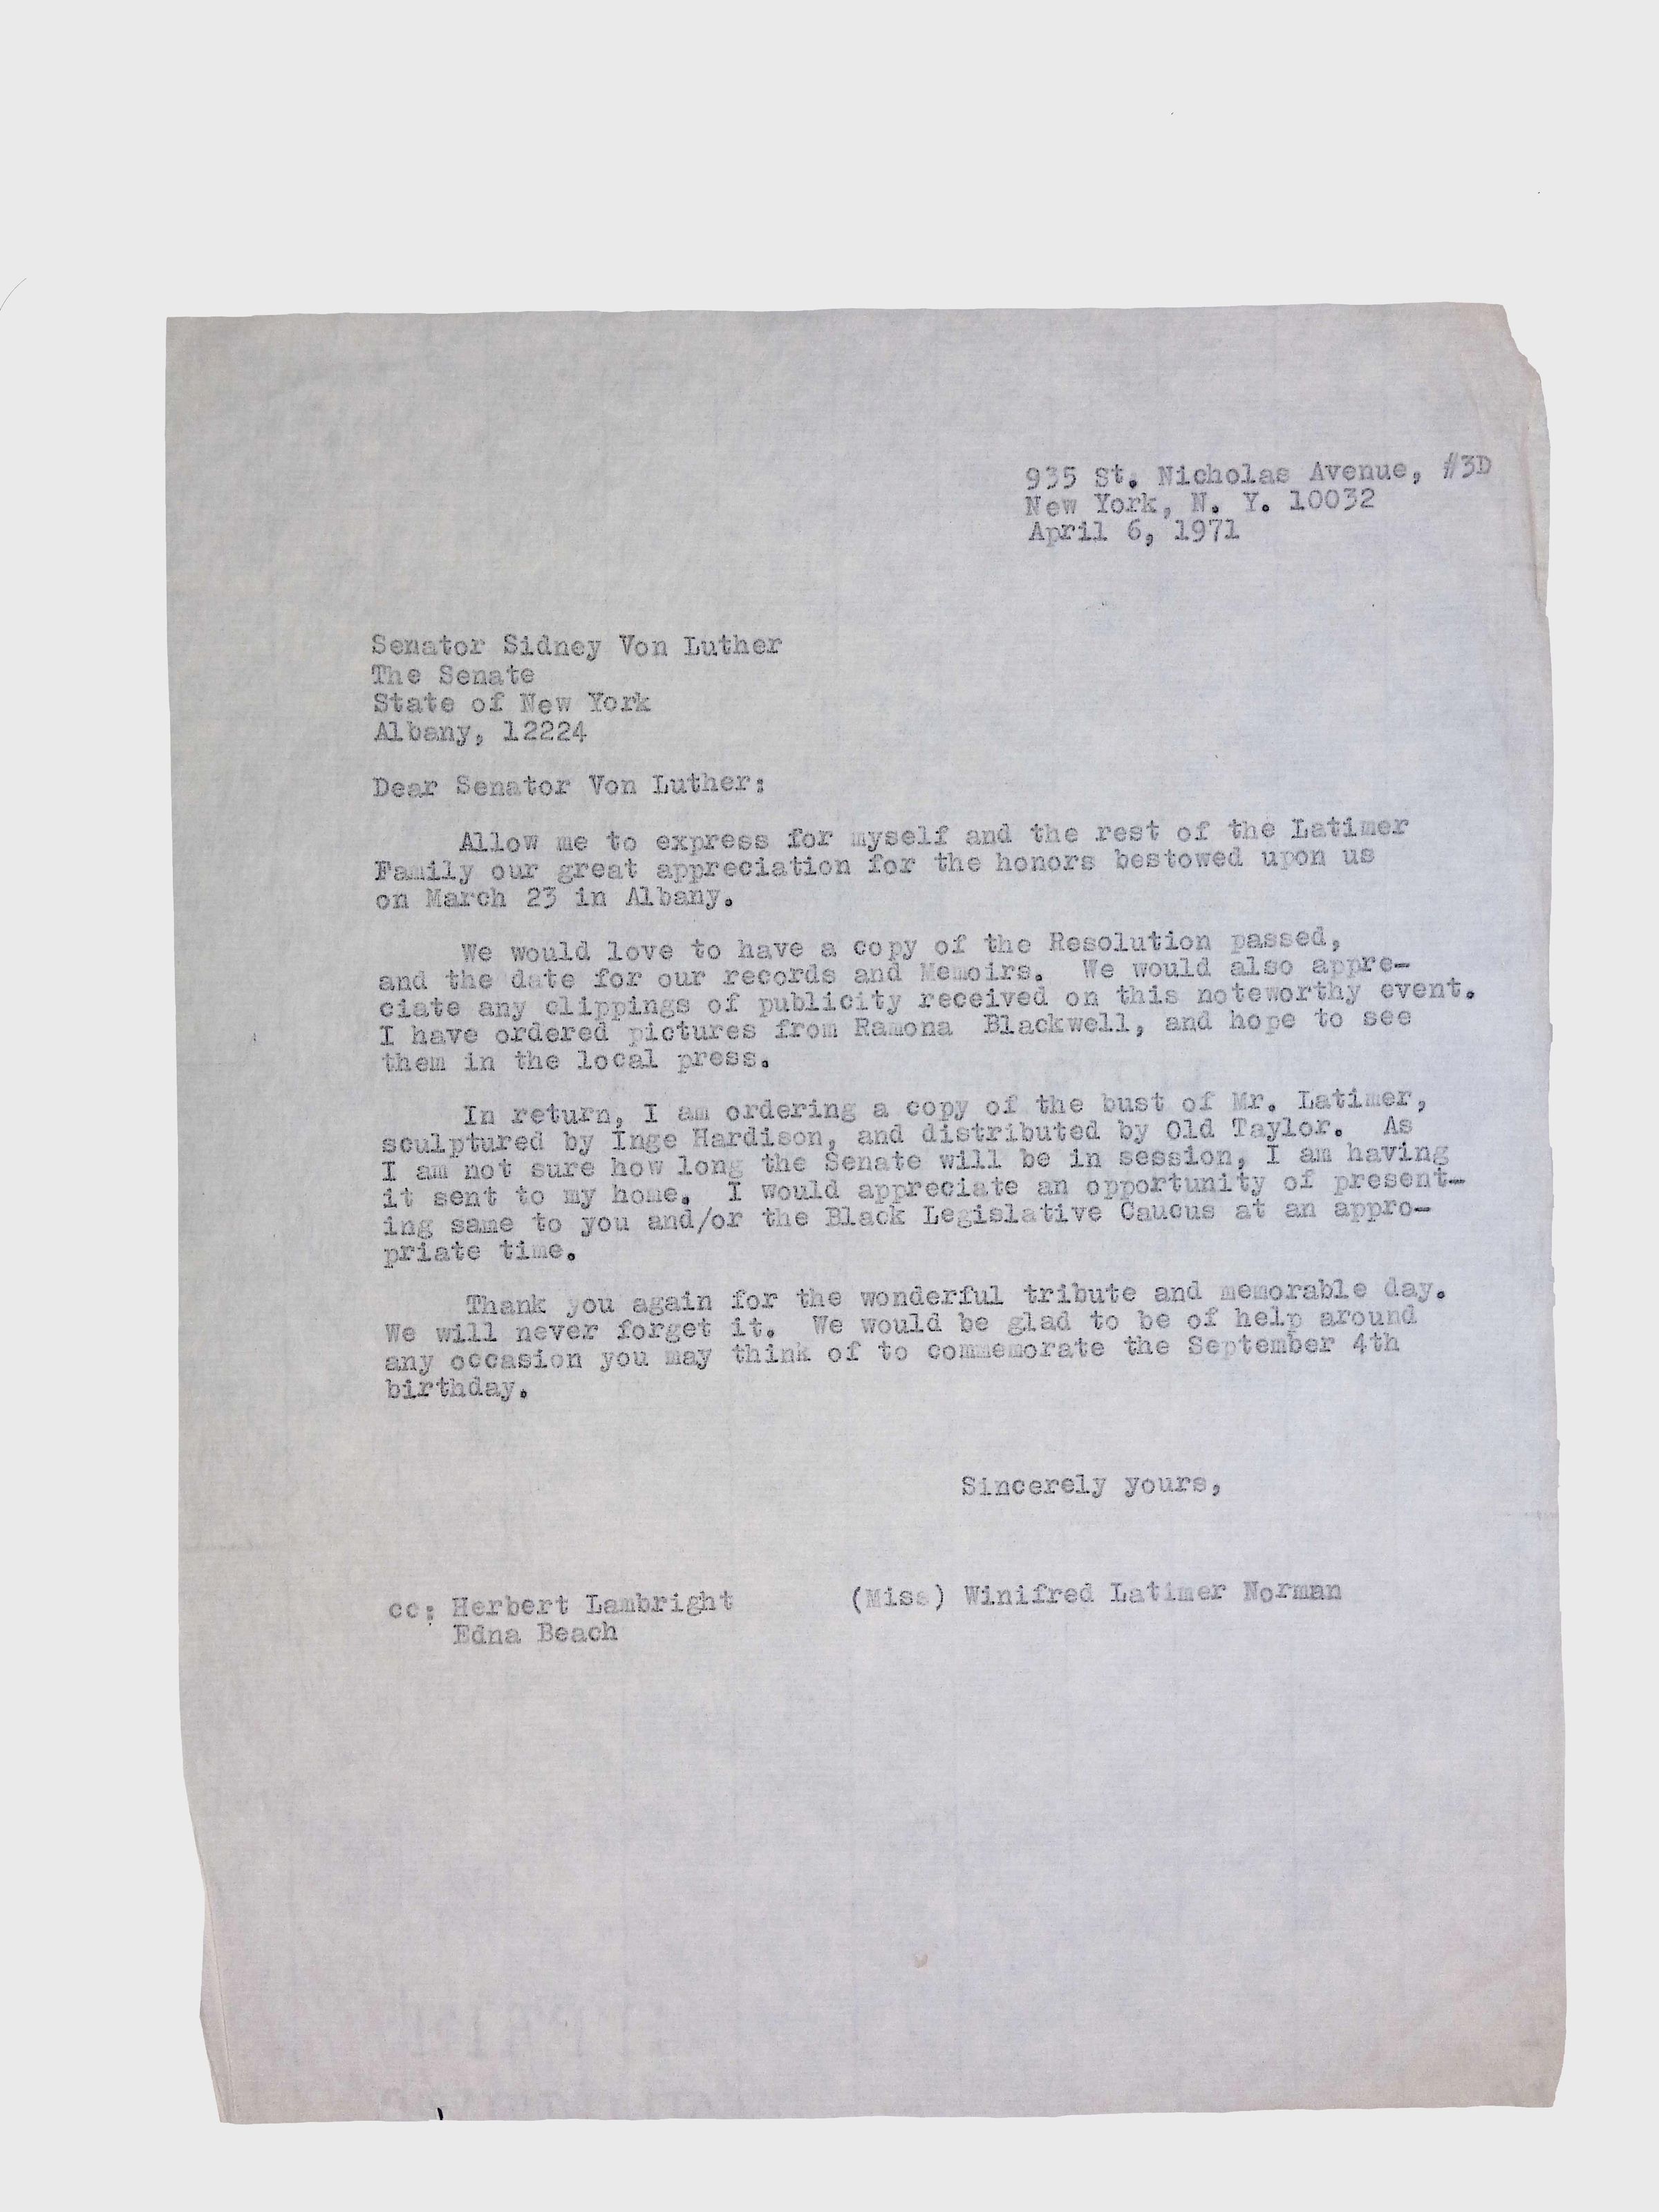 935 St. Nicholas Avenue, #3D
New York, N. Y. 10032
April 6, 1971
Senator Sidney Von Luther
The Senate
State of New York
Albany, 12224
Dear Senator Von Luther:
Allow me to express for myself and the rest of the Latimer
Family our great appreciation for the honors bestowed upon us
on March 23 in Albany.
We would love to have a copy of the Resolution passed,
and the date for our records and Memoirs. We would also appre-
ciate any clippings of publicity received on this noteworthy event.
I have ordered pictures from Ramona Blackwell, and hope to see
them in the local press.
In return, I am ordering a copy of the bust of Mr. Latimer,
sculptured by Inge Hardison, and distributed by Old Taylor. As
I am not sure how long the Senate will be in session, I am having
it sent to my home. I would appreciate an opportunity of present-
ing same to you and/or the Black Legislative Caucus at an appro-
priate time.
Thank you again for the wonderful tribute and memorable day.
We will never forget it. We would be glad to be of help around
any occasion you may think of to commemorate the September 4th
birthday.
Sincerely yours,
(Miss) Winifred Latimer Norman
cc: Herbert Lambright
Edna Beach